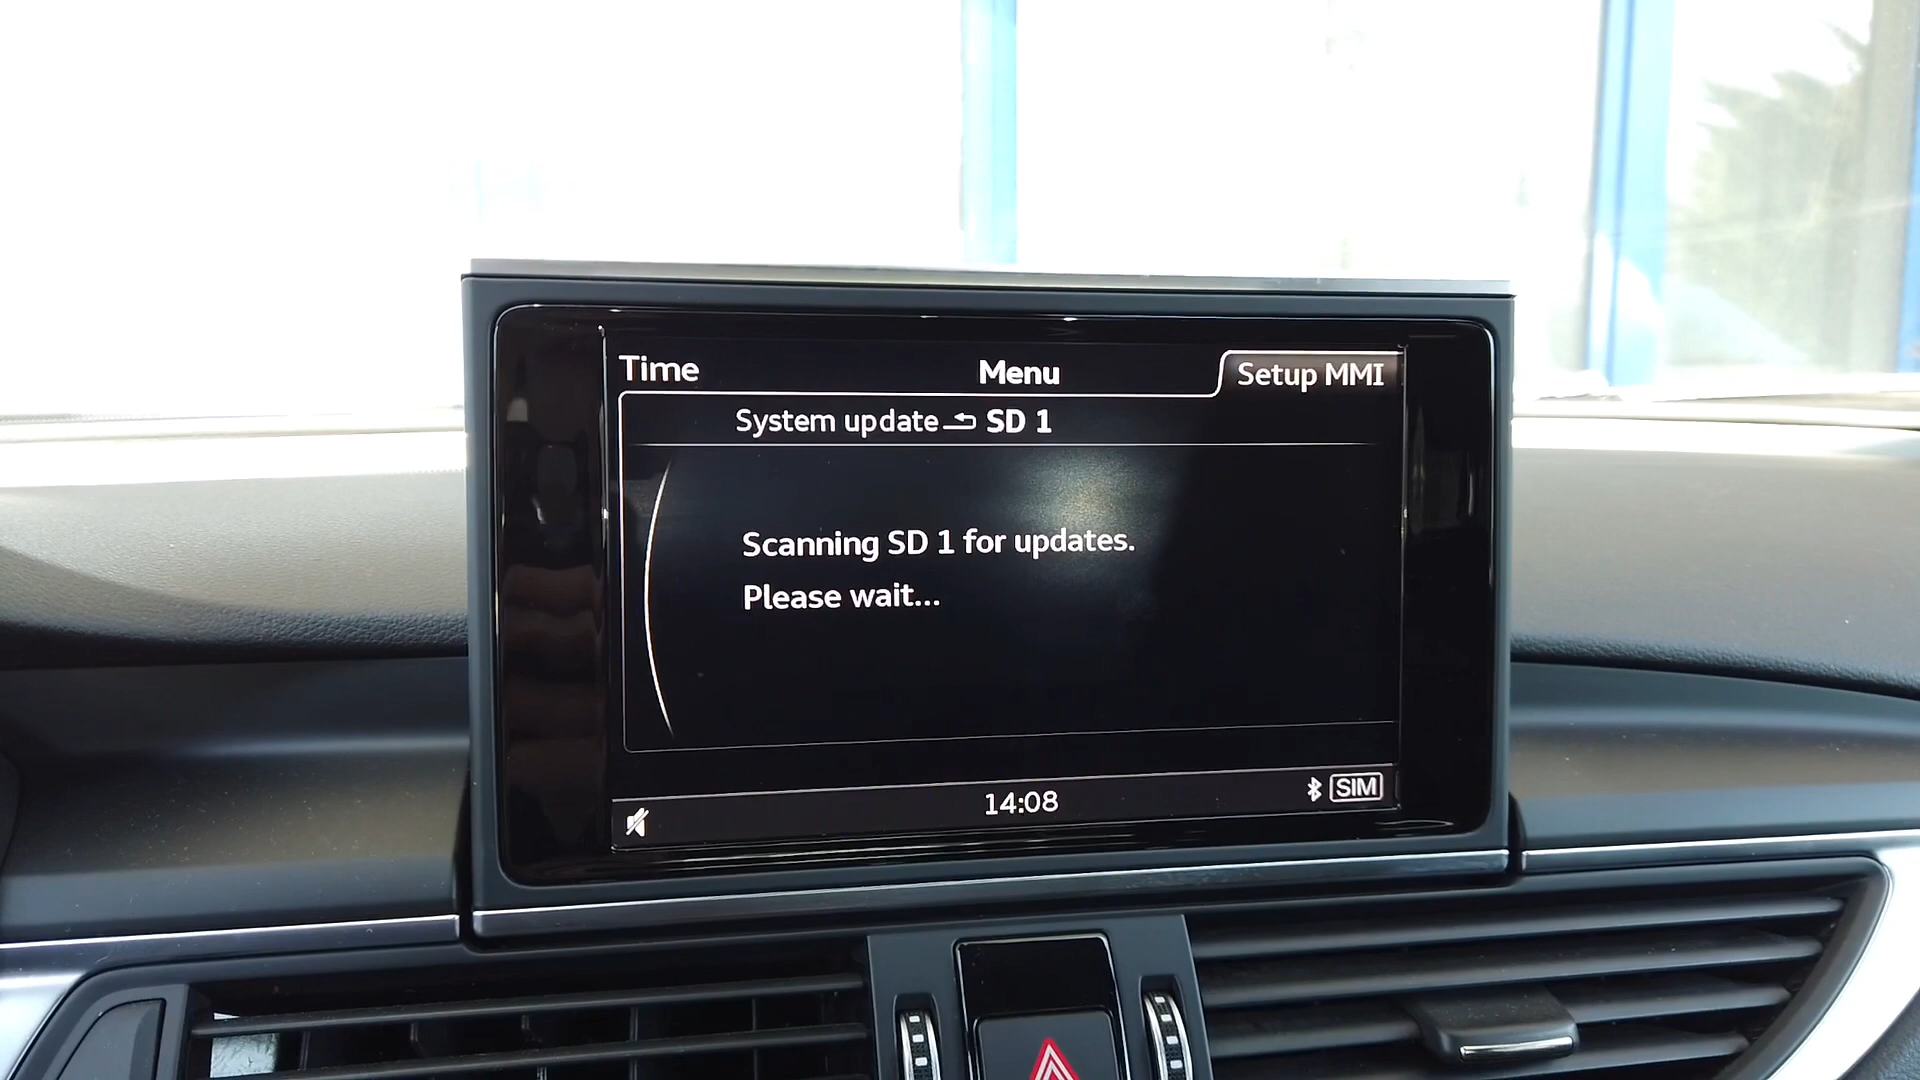 Time Menu Setup MMI
System update SD 1
Scanning SD 1 for updates.
Please wait...
14:08 SIM